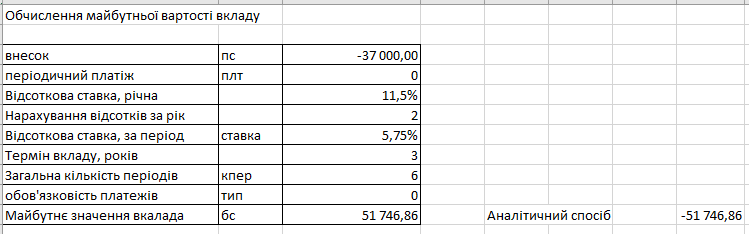 Обчислення майбутньої вартості вкладу
внесок пс -37 000,00
періодичний платіж плт 0
Відсоткова ставка, річна 11,5%
Нарахування відсотків за рік 2
Відсоткова ставка, за період ставка 5,75%
Термін вкладу, років 3
Загальна кількість періодів кпер 6
обов'язковість платежів тип 0
Майбутнє значення вкалада бс 51 746,86 Аналітичний спосіб -51 746,86